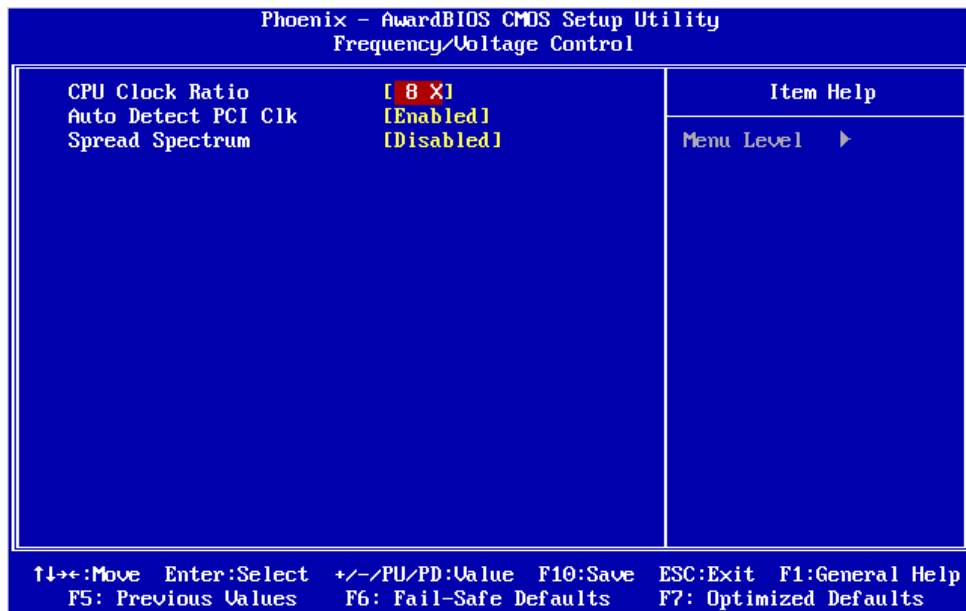 Phoenix - AwardBIOS CMOS Setup Utility
Frequency/Voltage Control
CPU Clock Ratio [ 8 X]
Auto Detect PCI Clk [Enabled]
Spread Spectrum [Disabled]
Item Help
Menu Level ▶
↑↓→←:Move Enter:Select +/-/PU/PD:Value F10:Save ESC:Exit F1:General Help
F5: Previous Values F6: Fail-Safe Defaults F7: Optimized Defaults